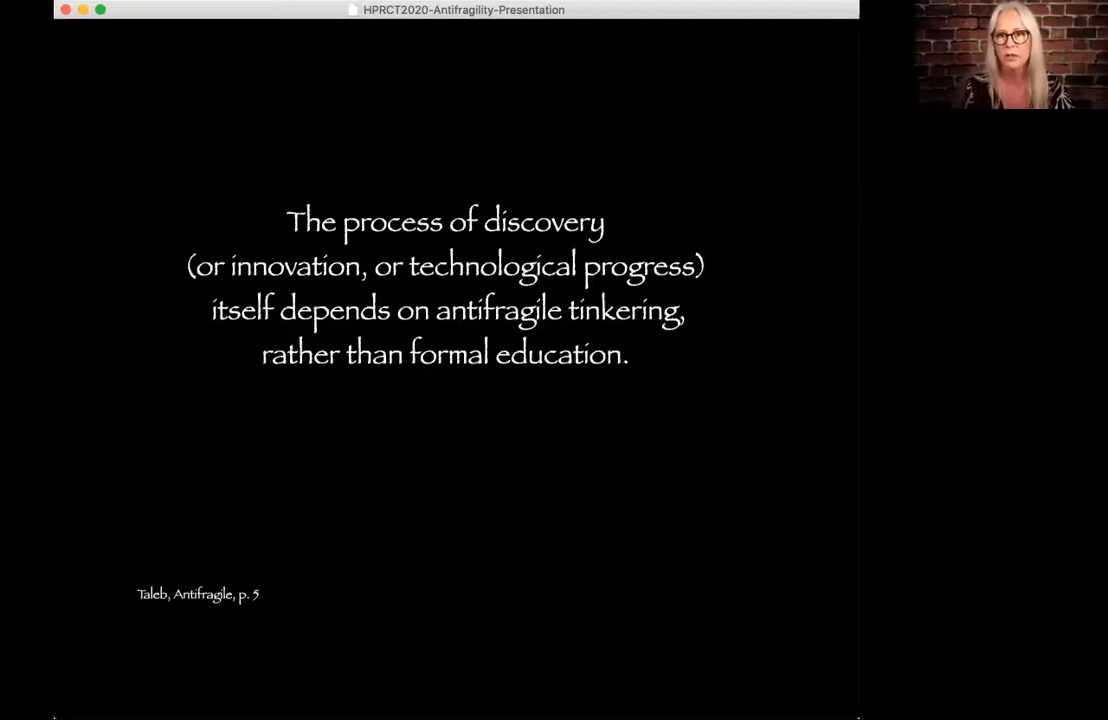 HPRCT2020-Antifragility-Presentation
The process of discovery
(or innovation, or technological progress)
itself depends on antifragile tinkering,
rather than formal education.
Taleb, Antifragile, p. 5